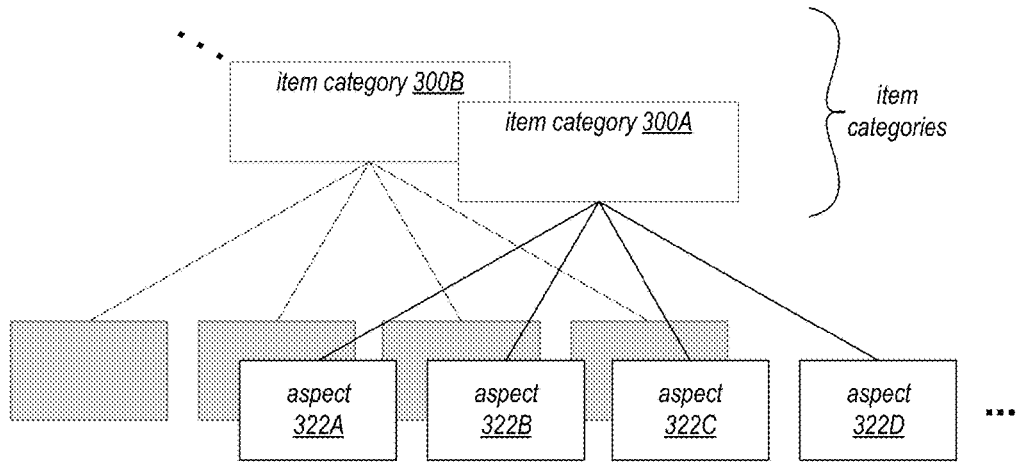 item category 300B
item category 300A
item
categories
aspect
322A
aspect
322B
aspect
322C
aspect
322D